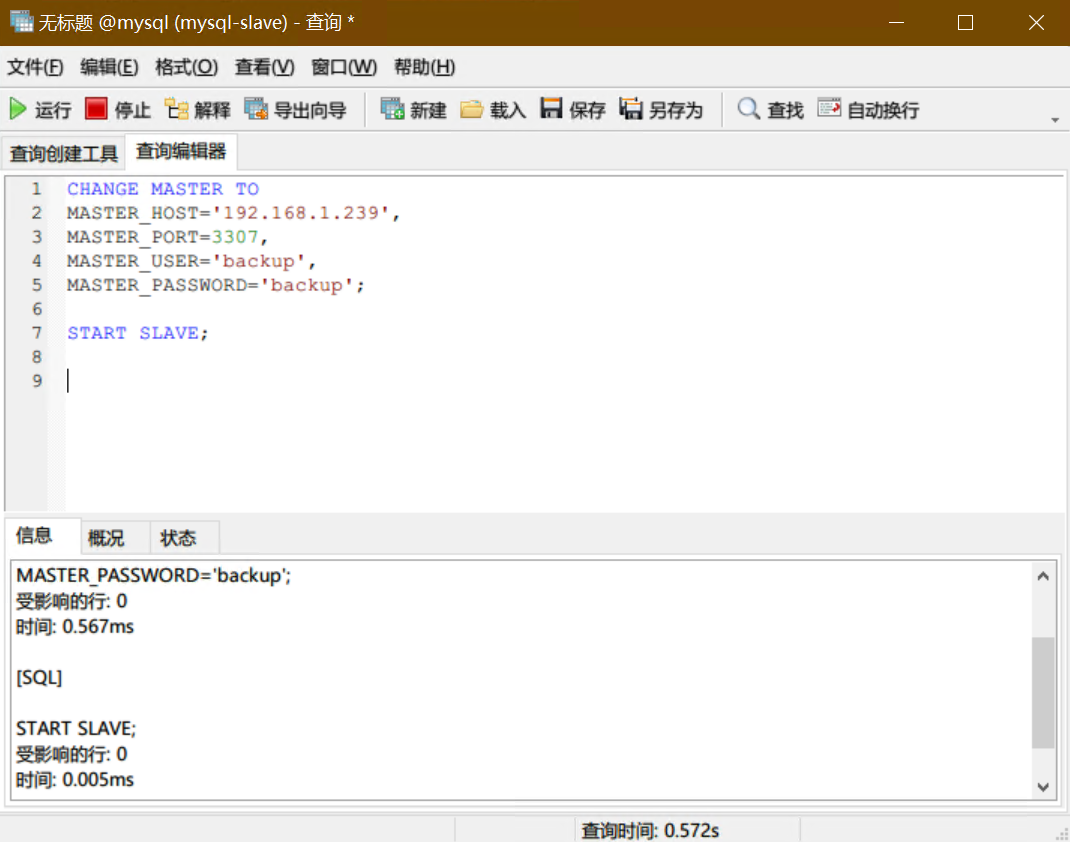 无标题 @mysql (mysql-slave) - 查询 *
文件(F) 编辑(E) 格式(O) 查看(V) 窗口(W) 帮助(H)
运行 停止 解释 导出向导 新建 载入 保存 另存为 查找 自动换行
查询创建工具 查询编辑器
1 CHANGE MASTER TO
2 MASTER_HOST='192.168.1.239',
3 MASTER_PORT=3307,
4 MASTER_USER='backup',
5 MASTER_PASSWORD='backup';
6
7 START SLAVE;
8
9
信息 概况 状态
MASTER_PASSWORD='backup';
受影响的行: 0
时间: 0.567ms
[SQL]
START SLAVE;
受影响的行: 0
时间: 0.005ms
查询时间: 0.572s